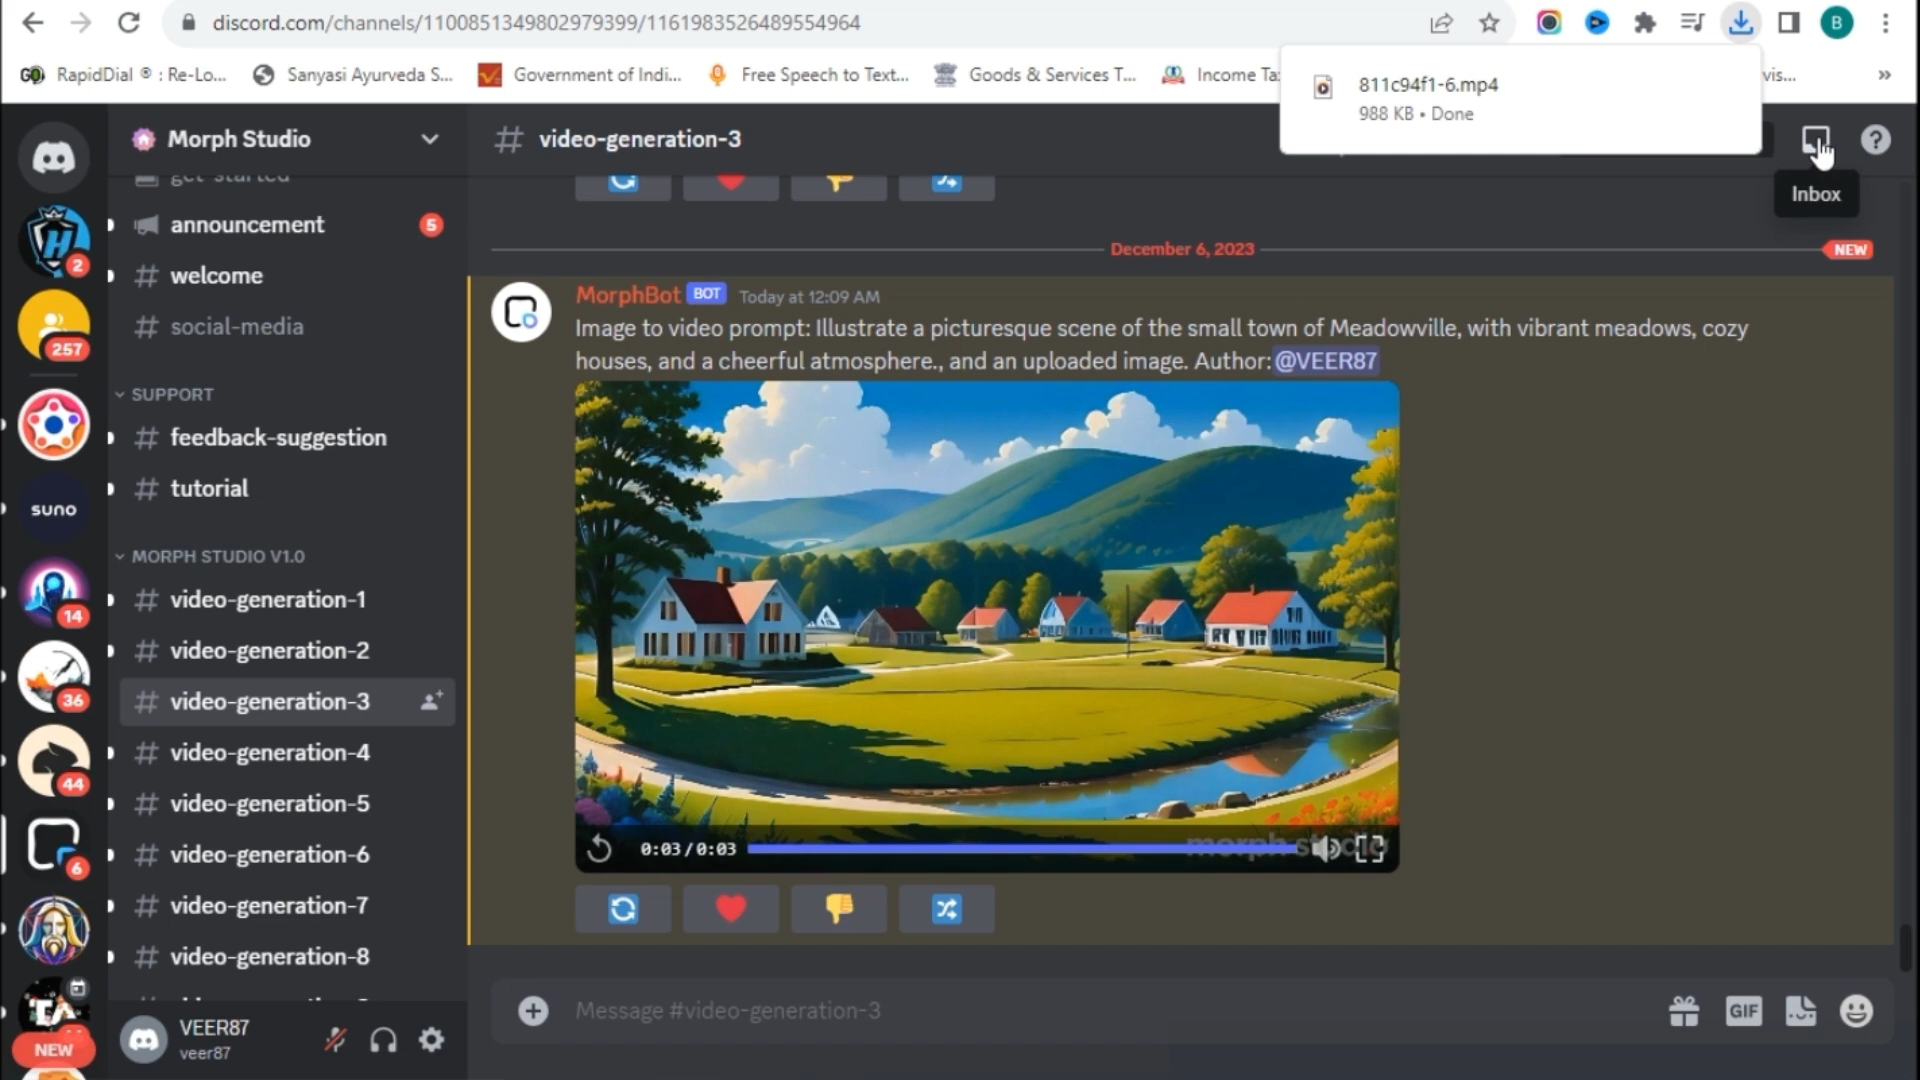 discord.com/channels/1100851349802979399/1161983526489554964
B
RapidDial ® : Re-Lo...
Sanyasi Ayurveda S...
Government of Indi...
Free Speech to Text...
Goods & Services T...
Income Ta
vis...
811c94f1-6.mp4
988 KB • Done
Morph Studio
video-generation-3
Inbox
get-started
announcement
5
welcome
social-media
SUPPORT
feedback-suggestion
tutorial
MORPH STUDIO V1.0
video-generation-1
video-generation-2
video-generation-3
video-generation-4
video-generation-5
video-generation-6
video-generation-7
video-generation-8
2
257
suno
14
36
44
6
NEW
VEER87
veer87
December 6, 2023
NEW
MorphBot BOT Today at 12:09 AM
Image to video prompt: Illustrate a picturesque scene of the small town of Meadowville, with vibrant meadows, cozy
houses, and a cheerful atmosphere., and an uploaded image. Author: @VEER87
0:03/0:03
morph studio
Message #video-generation-3
GIF